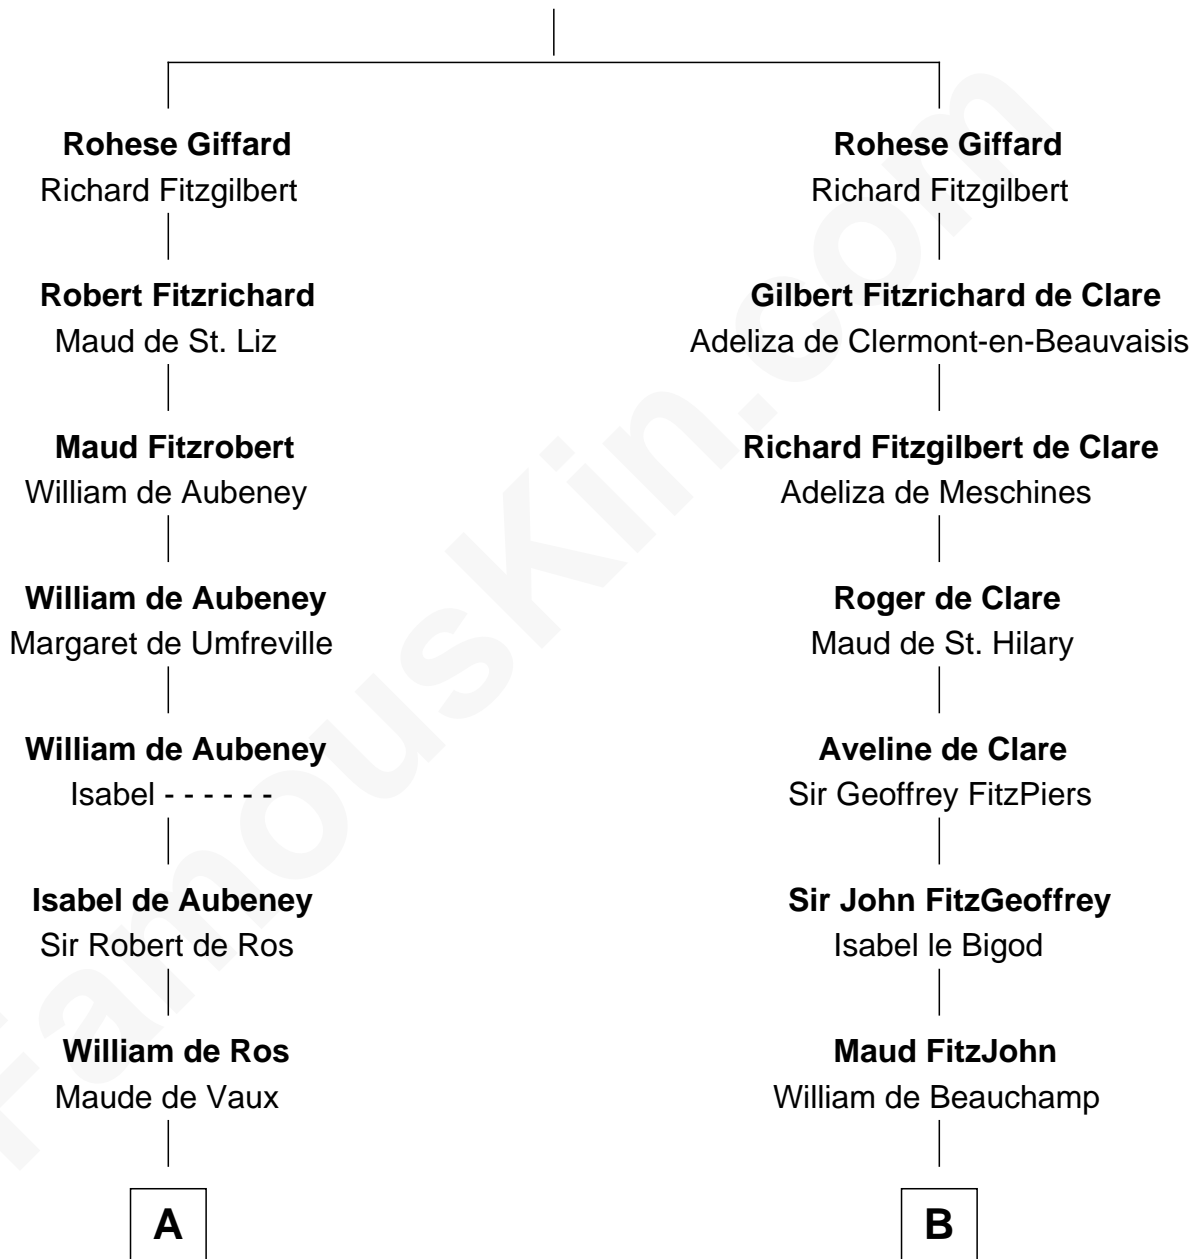 Rohese Giffard
Richard Fitzgilbert
Robert Fitzrichard
Maud de St. Liz
Maud Fitzrobert
William de Aubeney
William de Aubeney
Margaret de Umfreville
William de Aubeney
Isabel - - - - - -
Isabel de Aubeney
Sir Robert de Ros
William de Ros
Maude de Vaux
A
Rohese Giffard
Richard Fitzgilbert
Gilbert Fitzrichard de Clare
Adeliza de Clermont-en-Beauvaisis
Richard Fitzgilbert de Clare
Adeliza de Meschines
Roger de Clare
Maud de St. Hilary
Aveline de Clare
Sir Geoffrey FitzPiers
Sir John FitzGeoffrey
Isabel le Bigod
Maud FitzJohn
William de Beauchamp
B
FamousKin.com